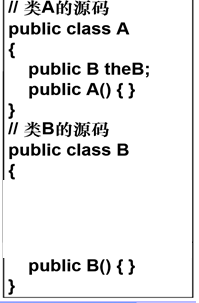 // 类A的源码
public class A
{
public B theB;
public A() { }
}
// 类B的源码
public class B
{
public B() { }
}